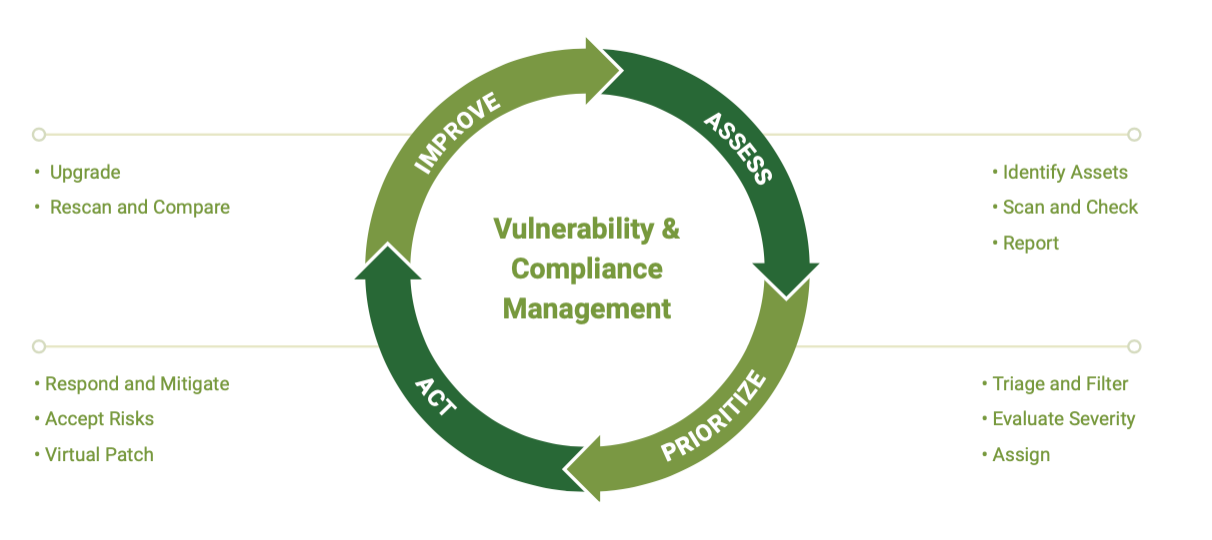 IMPROVE
ASSESS
• Upgrade
• Rescan and Compare
• Identify Assets
• Scan and Check
• Report
Vulnerability &
Compliance
Management
ACT
PRIORITIZE
• Respond and Mitigate
• Accept Risks
• Virtual Patch
• Triage and Filter
• Evaluate Severity
• Assign